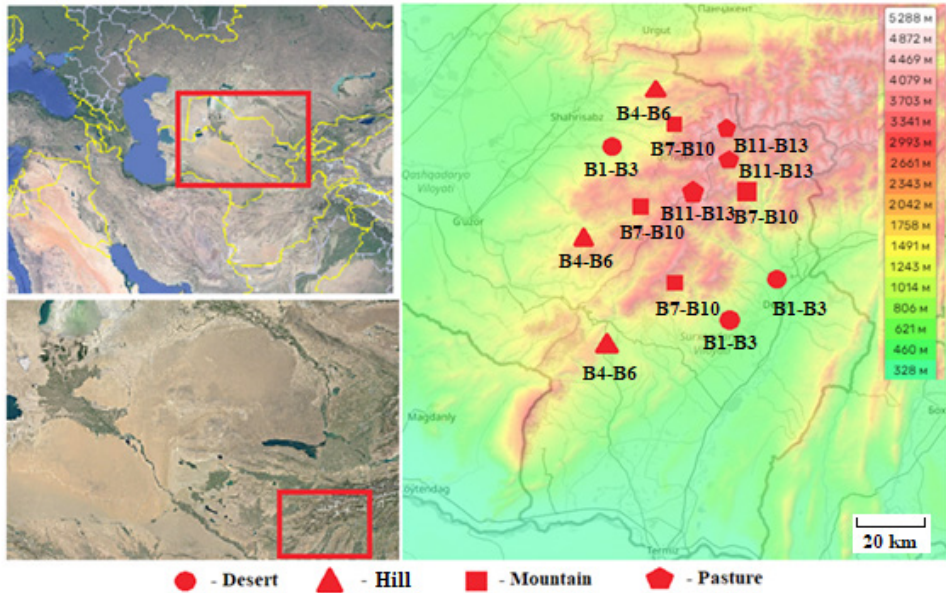 Панчакент
Urgut
5288 м
4872 м
4469 м
4079 м
3703 м
3341 м
2993 м
2661 м
2343 м
2042 м
1758 м
1491 м
1243 м
1014 м
806 м
621 м
460 м
328 м
B4-B6
Shahrisabz
B7-B10
B11-B13
B1-B3
B11-B13
Qashqadaryo
Viloyati
B11-B13
B7-B10
G'uzor
B7-B10
B4-B6
B7-B10
B1-B3
B1-B3
B4-B6
Magdanly
Бох
Termiz
20 km
- Desert
- Hill
- Mountain
- Pasture